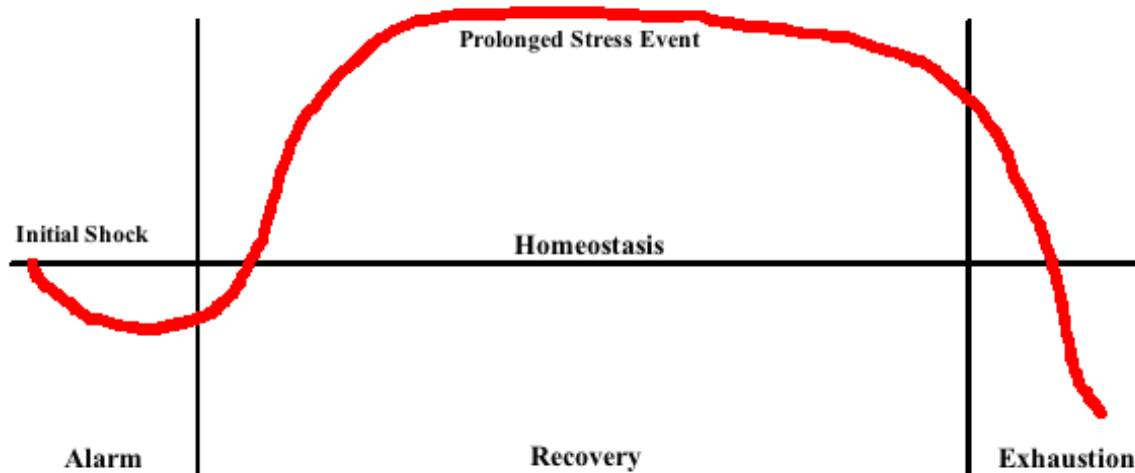 Prolonged Stress Event
Initial Shock
Homeostasis
Alarm
Recovery
Exhaustion